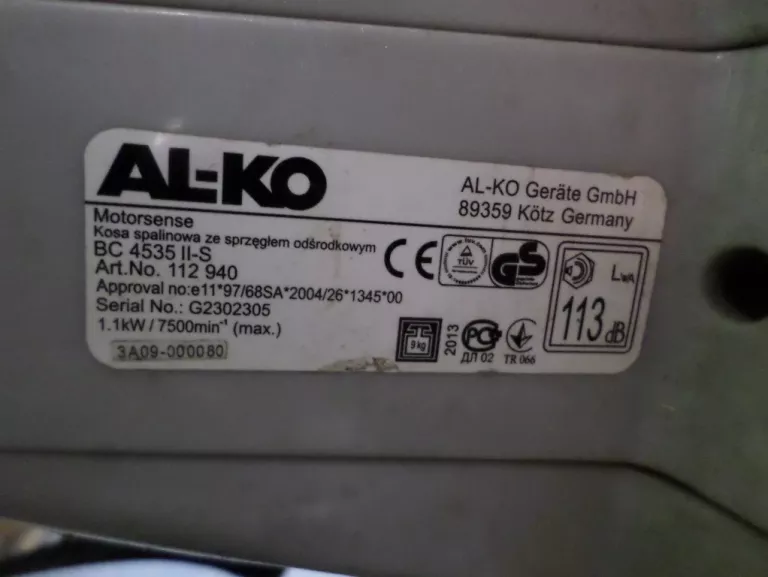 AL-KO
AL-KO Geräte GmbH
89359 Kötz Germany
Motorsense
Kosa spalinowa ze sprzęgłem odśrodkowym
BC 4535 II-S
Art.No. 112 940
Approval no:e11*97/68SA*2004/26*1345*00
Serial No.: G2302305
1.1kW / 7500min⁻¹ (max.)
3A09-000080
CE
TÜV
GS
LWA
113 dB
9 kg
2013
РС
ДЛ 02
TR 066